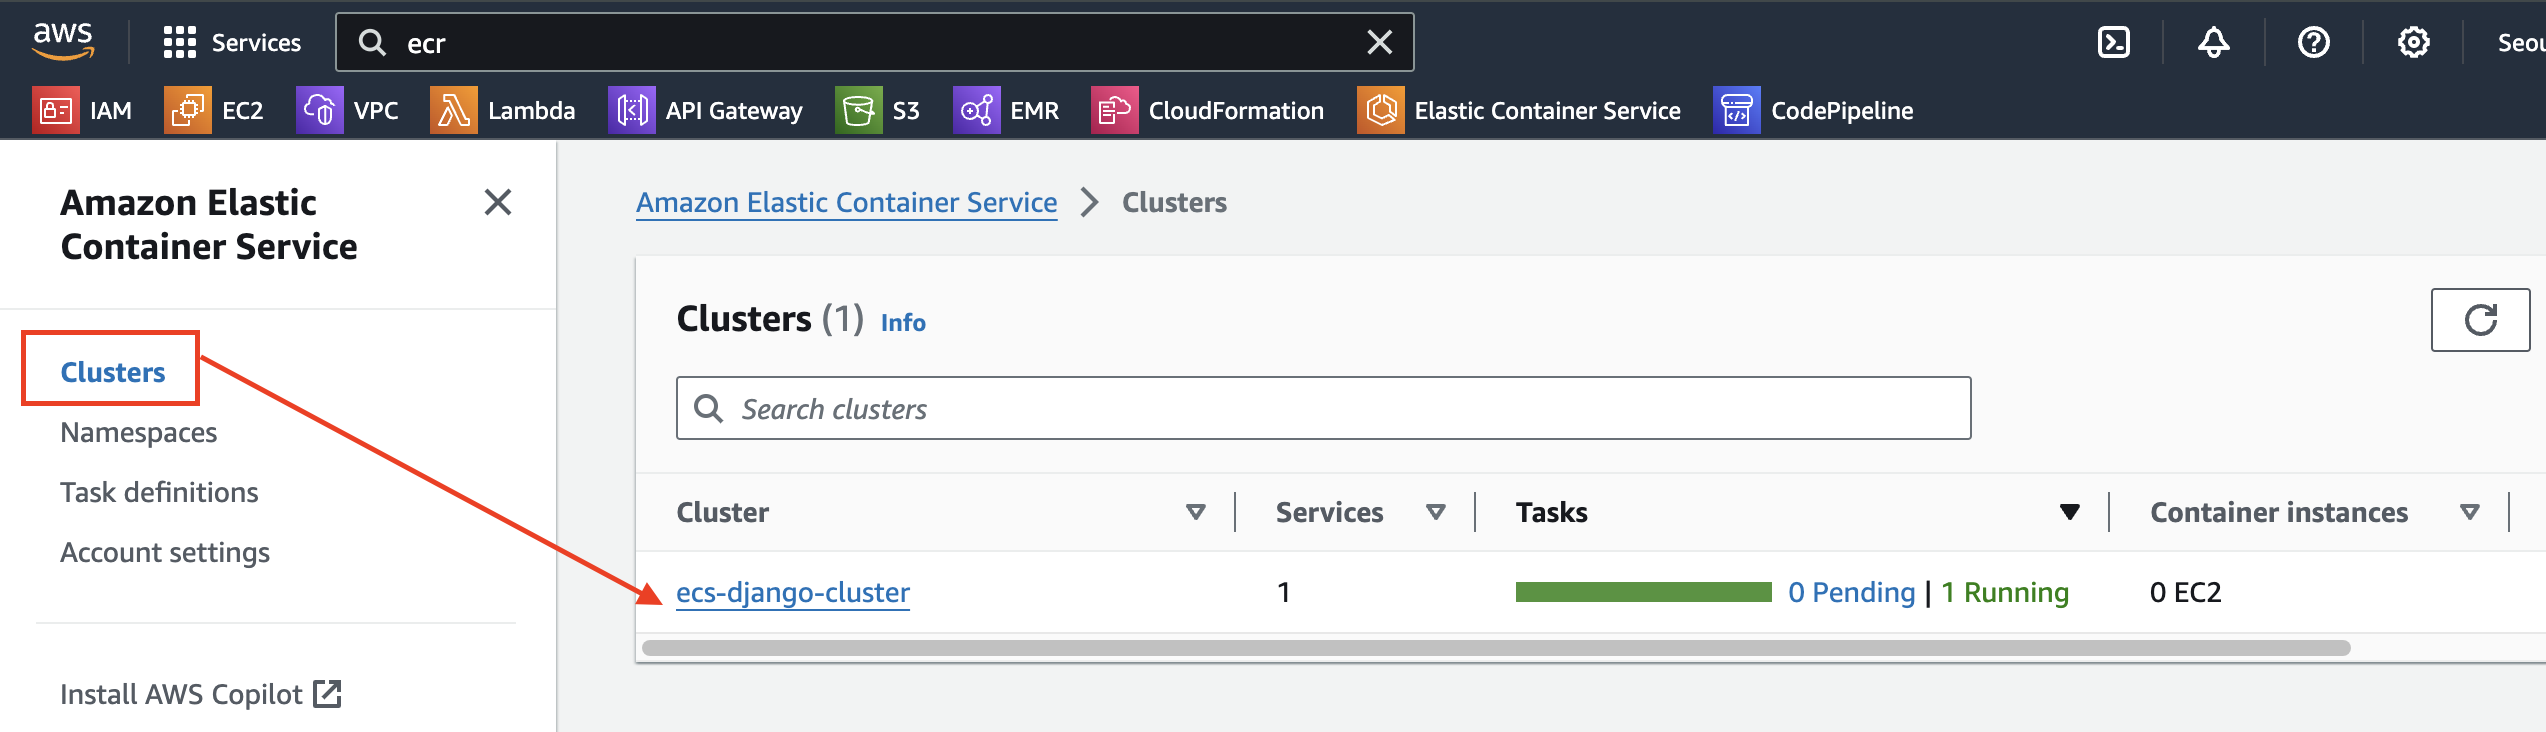 aws Services ecr Seou
IAM EC2 VPC Lambda API Gateway S3 EMR CloudFormation Elastic Container Service CodePipeline
Amazon Elastic
Container Service
Clusters
Namespaces
Task definitions
Account settings
Install AWS Copilot
Amazon Elastic Container Service Clusters
Clusters (1) Info
Search clusters
Cluster Services Tasks Container instances
ecs-django-cluster 1 0 Pending | 1 Running 0 EC2